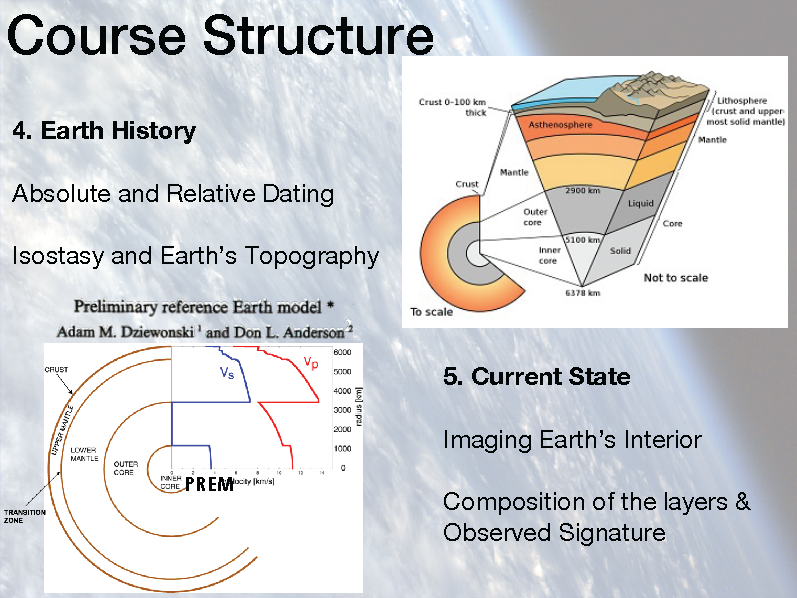 Course Structure
4. Earth History
Absolute and Relative Dating
Isostasy and Earth's Topography
Crust 0–100 km
thick
Asthenosphere
Lithosphere
(crust and upper-
most solid mantle)
Mantle
Mantle
Crust
2900 km
Outer
core
Liquid
Core
5100 km
Inner
core
Solid
Not to scale
6378 km
To scale
Preliminary reference Earth model *
Adam M. Dziewonski 1 and Don L. Anderson 2
CRUST
UPPER MANTLE
LOWER
MANTLE
OUTER
CORE
INNER
CORE
TRANSITION
ZONE
Vs
Vp
6000
5000
4000
3000
2000
1000
0
radius [km]
0 2 4 6 8 10 12 14
PREM
velocity [km/s]
5. Current State
Imaging Earth's Interior
Composition of the layers &
Observed Signature